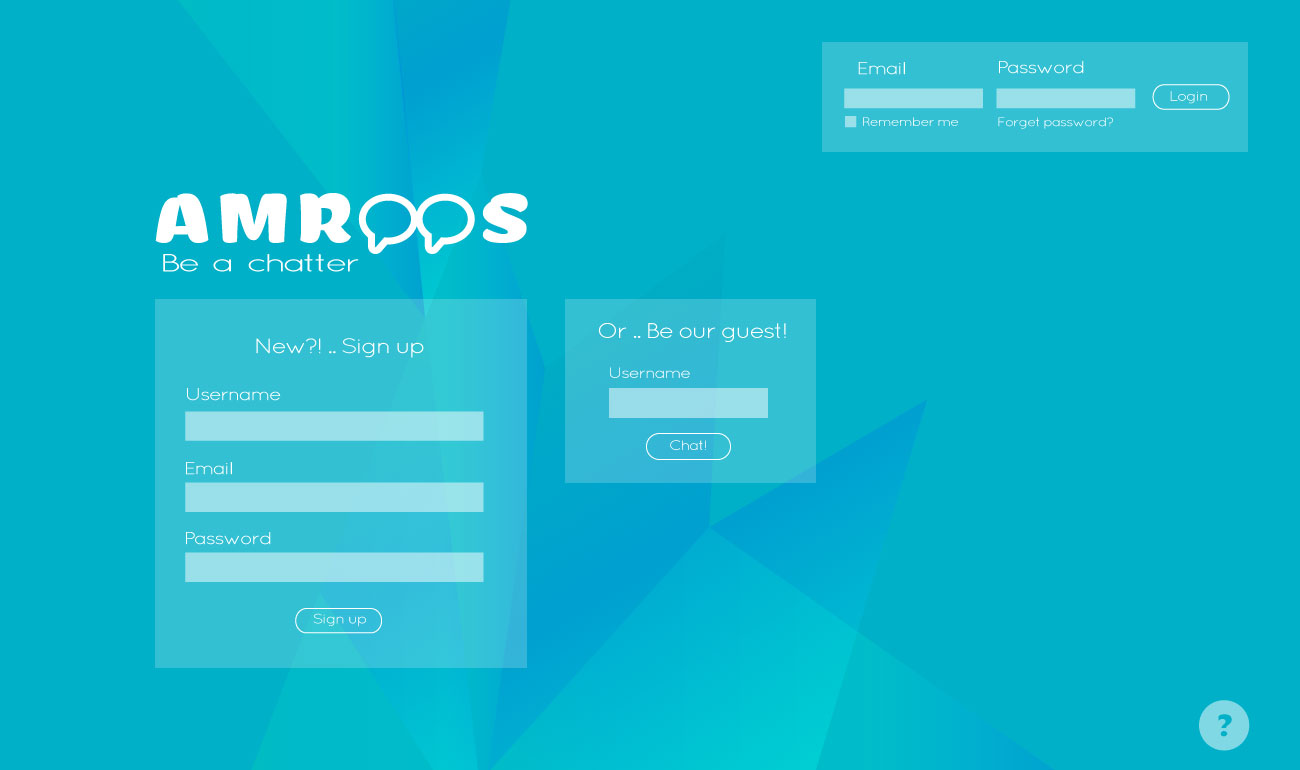 Email
Password
Login
Remember me
Forget password?
AMROOS
Be a chatter
New?! .. Sign up
Username
Email
Password
Sign up
Or .. Be our guest!
Username
Chat!
?